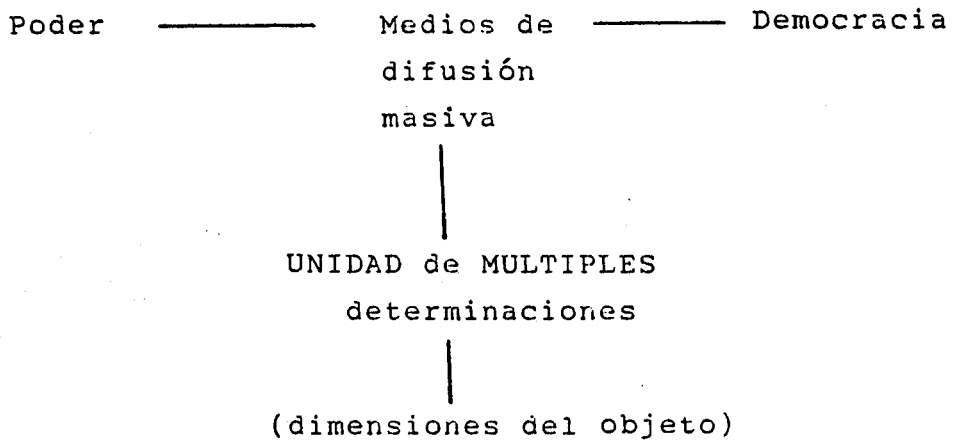 Poder Medios de Democracia
difusión
masiva
UNIDAD de MULTIPLES
determinaciones
(dimensiones del objeto)